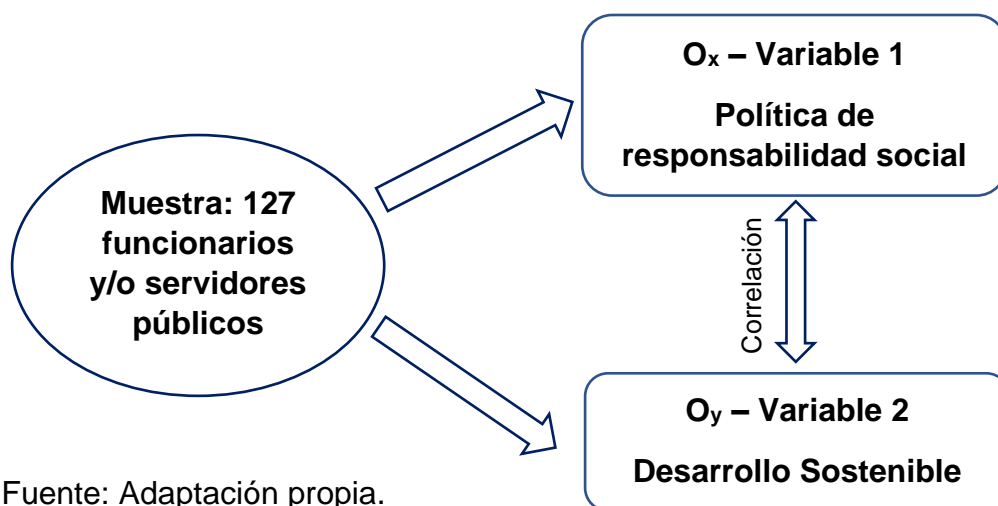 Muestra: 127
funcionarios
y/o servidores
públicos
Ox – Variable 1
Política de
responsabilidad social
Correlación
Oy – Variable 2
Desarrollo Sostenible
Fuente: Adaptación propia.